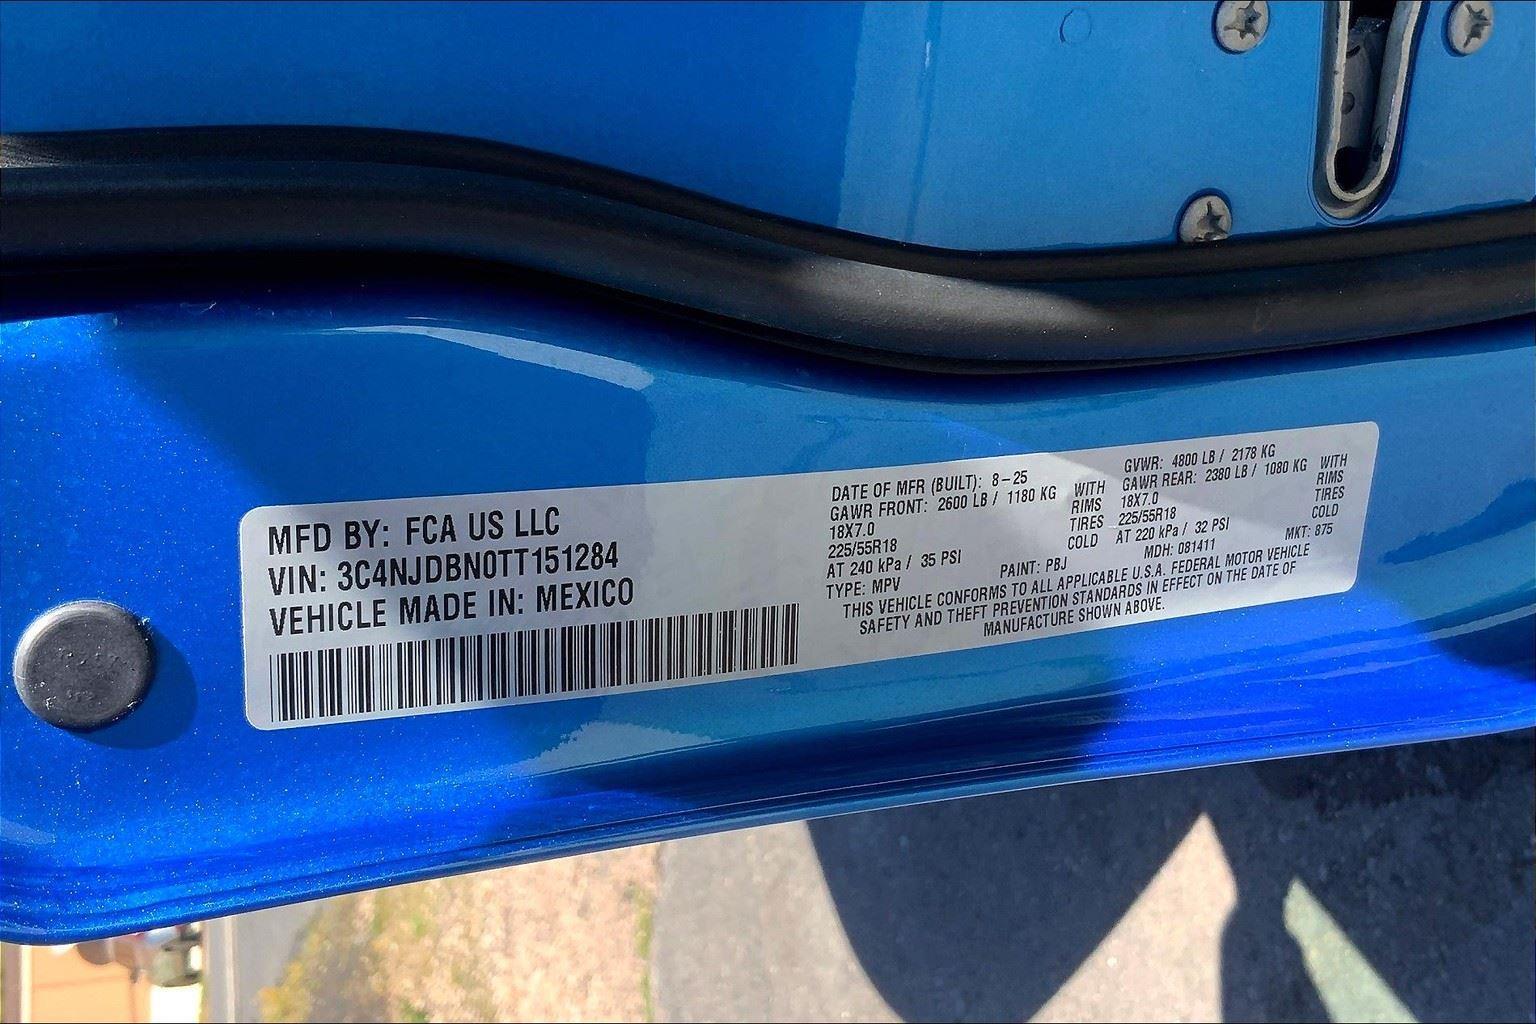 MFD BY: FCA US LLC
VIN: 3C4NJDBN0TT151284
VEHICLE MADE IN: MEXICO
DATE OF MFR (BUILT): 8-25
GAWR FRONT: 2600 LB / 1180 KG WITH
18X7.0 RIMS
225/55R18 TIRES
AT 240 kPa / 35 PSI COLD
TYPE: MPV
PAINT: PBJ
GVWR: 4800 LB / 2178 KG
GAWR REAR: 2380 LB / 1080 KG WITH
18X7.0 RIMS
225/55R18 TIRES
AT 220 kPa / 32 PSI COLD
MDH: 081411
MKT: 875
THIS VEHICLE CONFORMS TO ALL APPLICABLE U.S.A. FEDERAL MOTOR VEHICLE
SAFETY AND THEFT PREVENTION STANDARDS IN EFFECT ON THE DATE OF
MANUFACTURE SHOWN ABOVE.